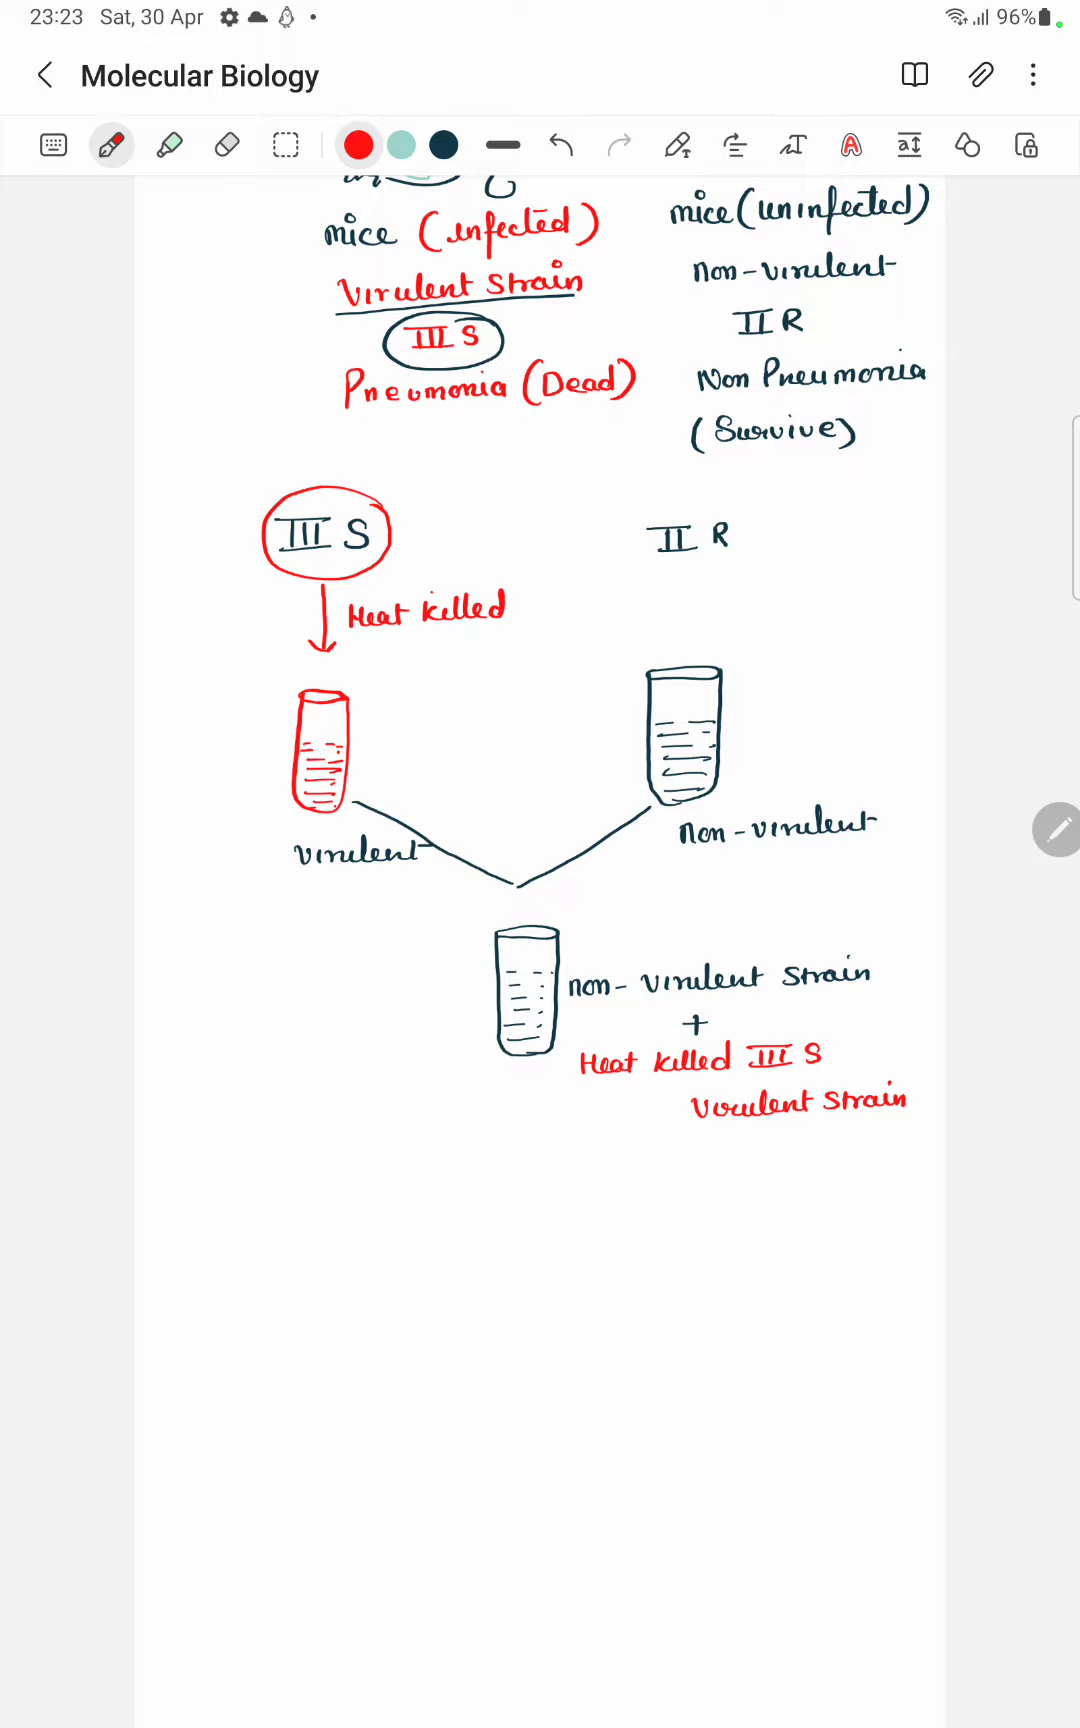 23:23 Sat, 30 Apr
96%
Molecular Biology
mice (infected)
Virulent Strain
III S
Pneumonia (Dead)
mice (uninfected)
non-virulent
II R
Non Pneumonia
(Survive)
III S
II R
Heat killed
virulent
non-virulent
non-virulent strain
+
Heat killed III S
Virulent strain